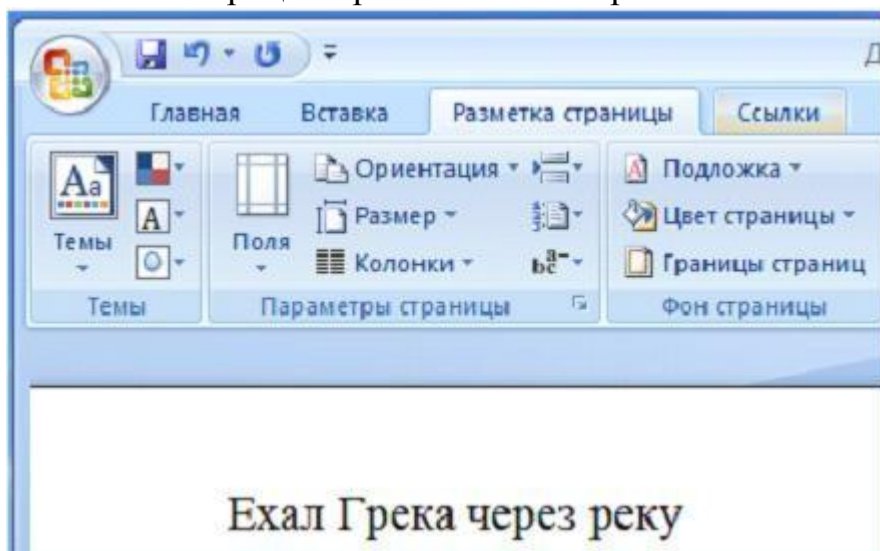 Д
Главная Вставка Разметка страницы Ссылки
Aa Ориентация Подложка
A Размер Цвет страницы
Темы Поля Колонки Границы страниц
Темы Параметры страницы Фон страницы
Ехал Грека через реку